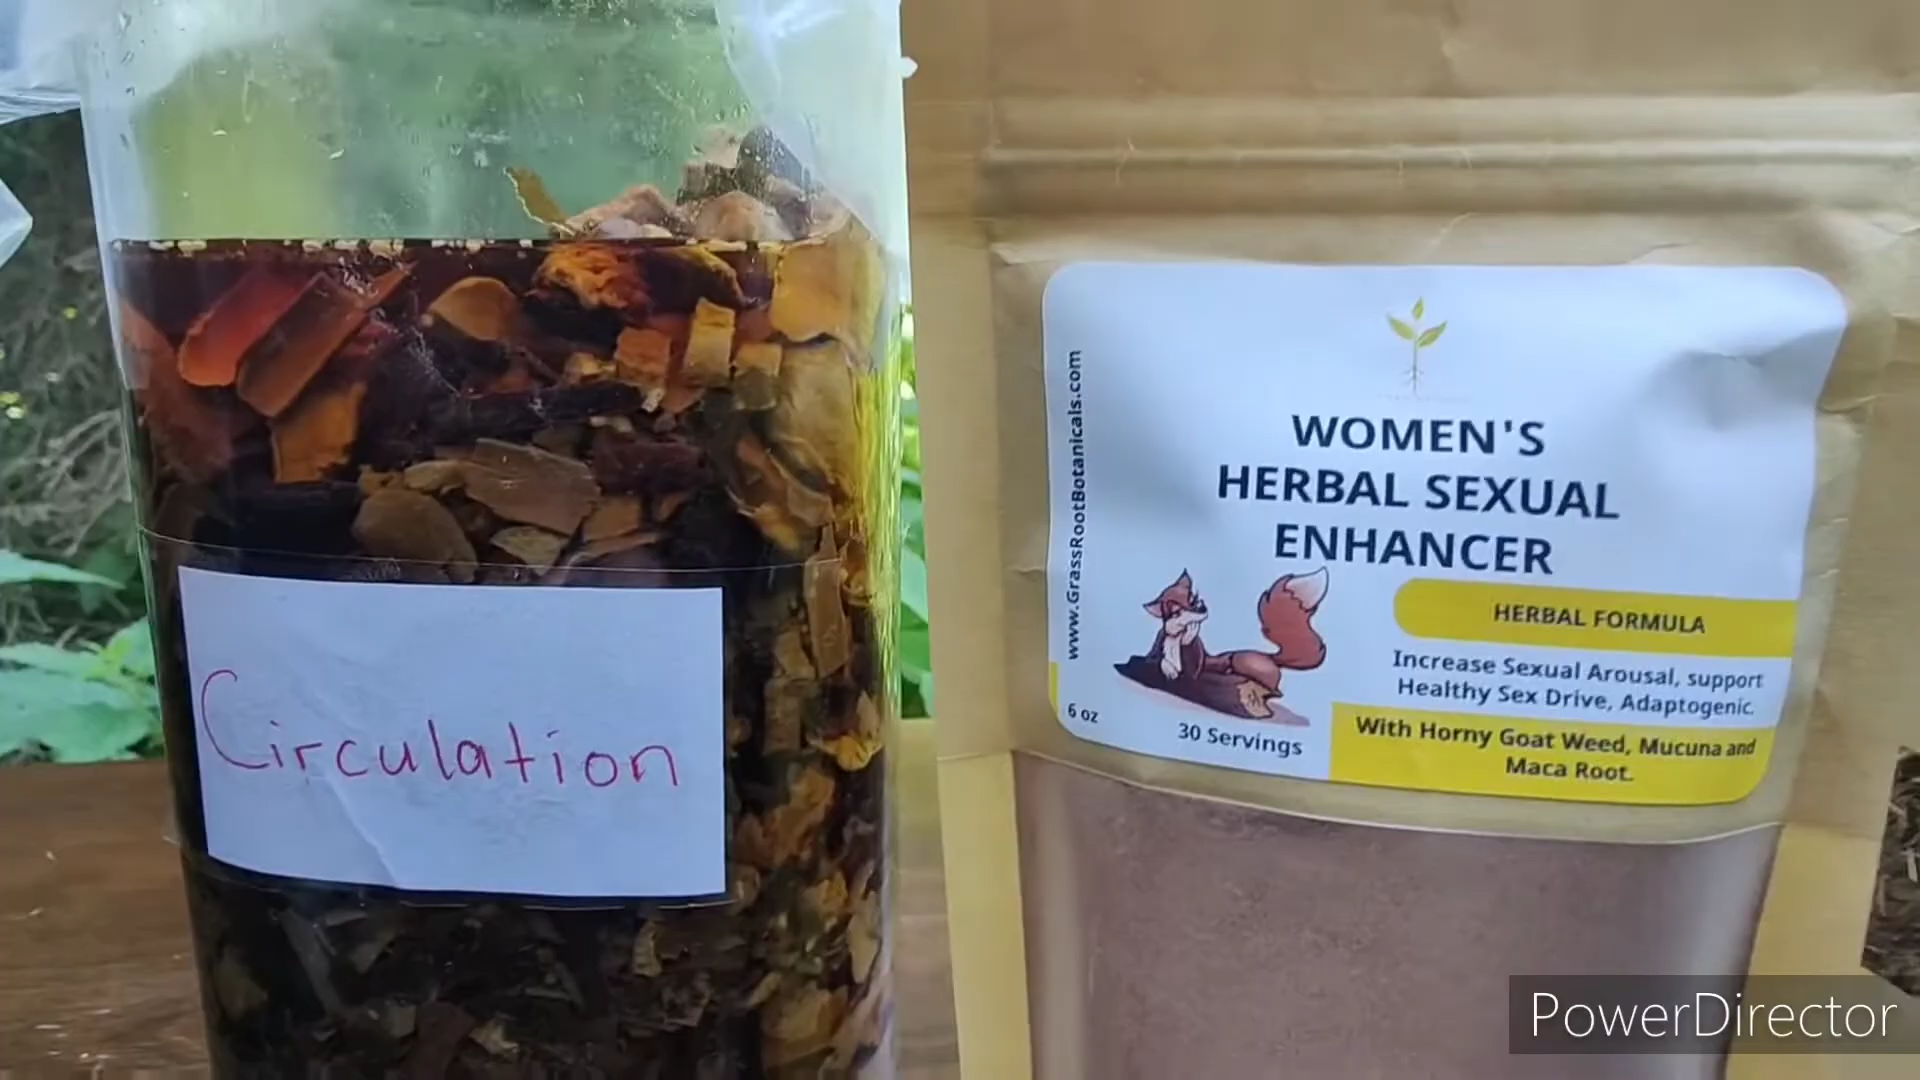 Circulation
www.GrassRootBotanicals.com
WOMEN'S
HERBAL SEXUAL
ENHANCER
HERBAL FORMULA
Increase Sexual Arousal, support
Healthy Sex Drive, Adaptogenic.
With Horny Goat Weed, Mucuna and
Maca Root.
6 oz
30 Servings
PowerDirector